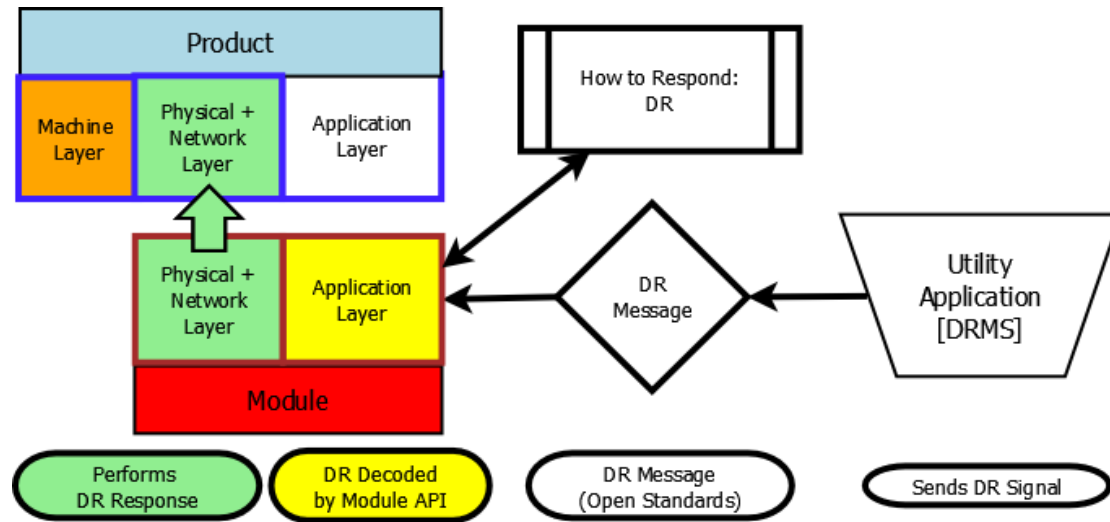 Product
Machine
Layer
Physical +
Network
Layer
Application
Layer
How to Respond:
DR
Physical +
Network
Layer
Application
Layer
Module
DR
Message
Utility
Application
[DRMS]
Performs
DR Response
DR Decoded
by Module API
DR Message
(Open Standards)
Sends DR Signal